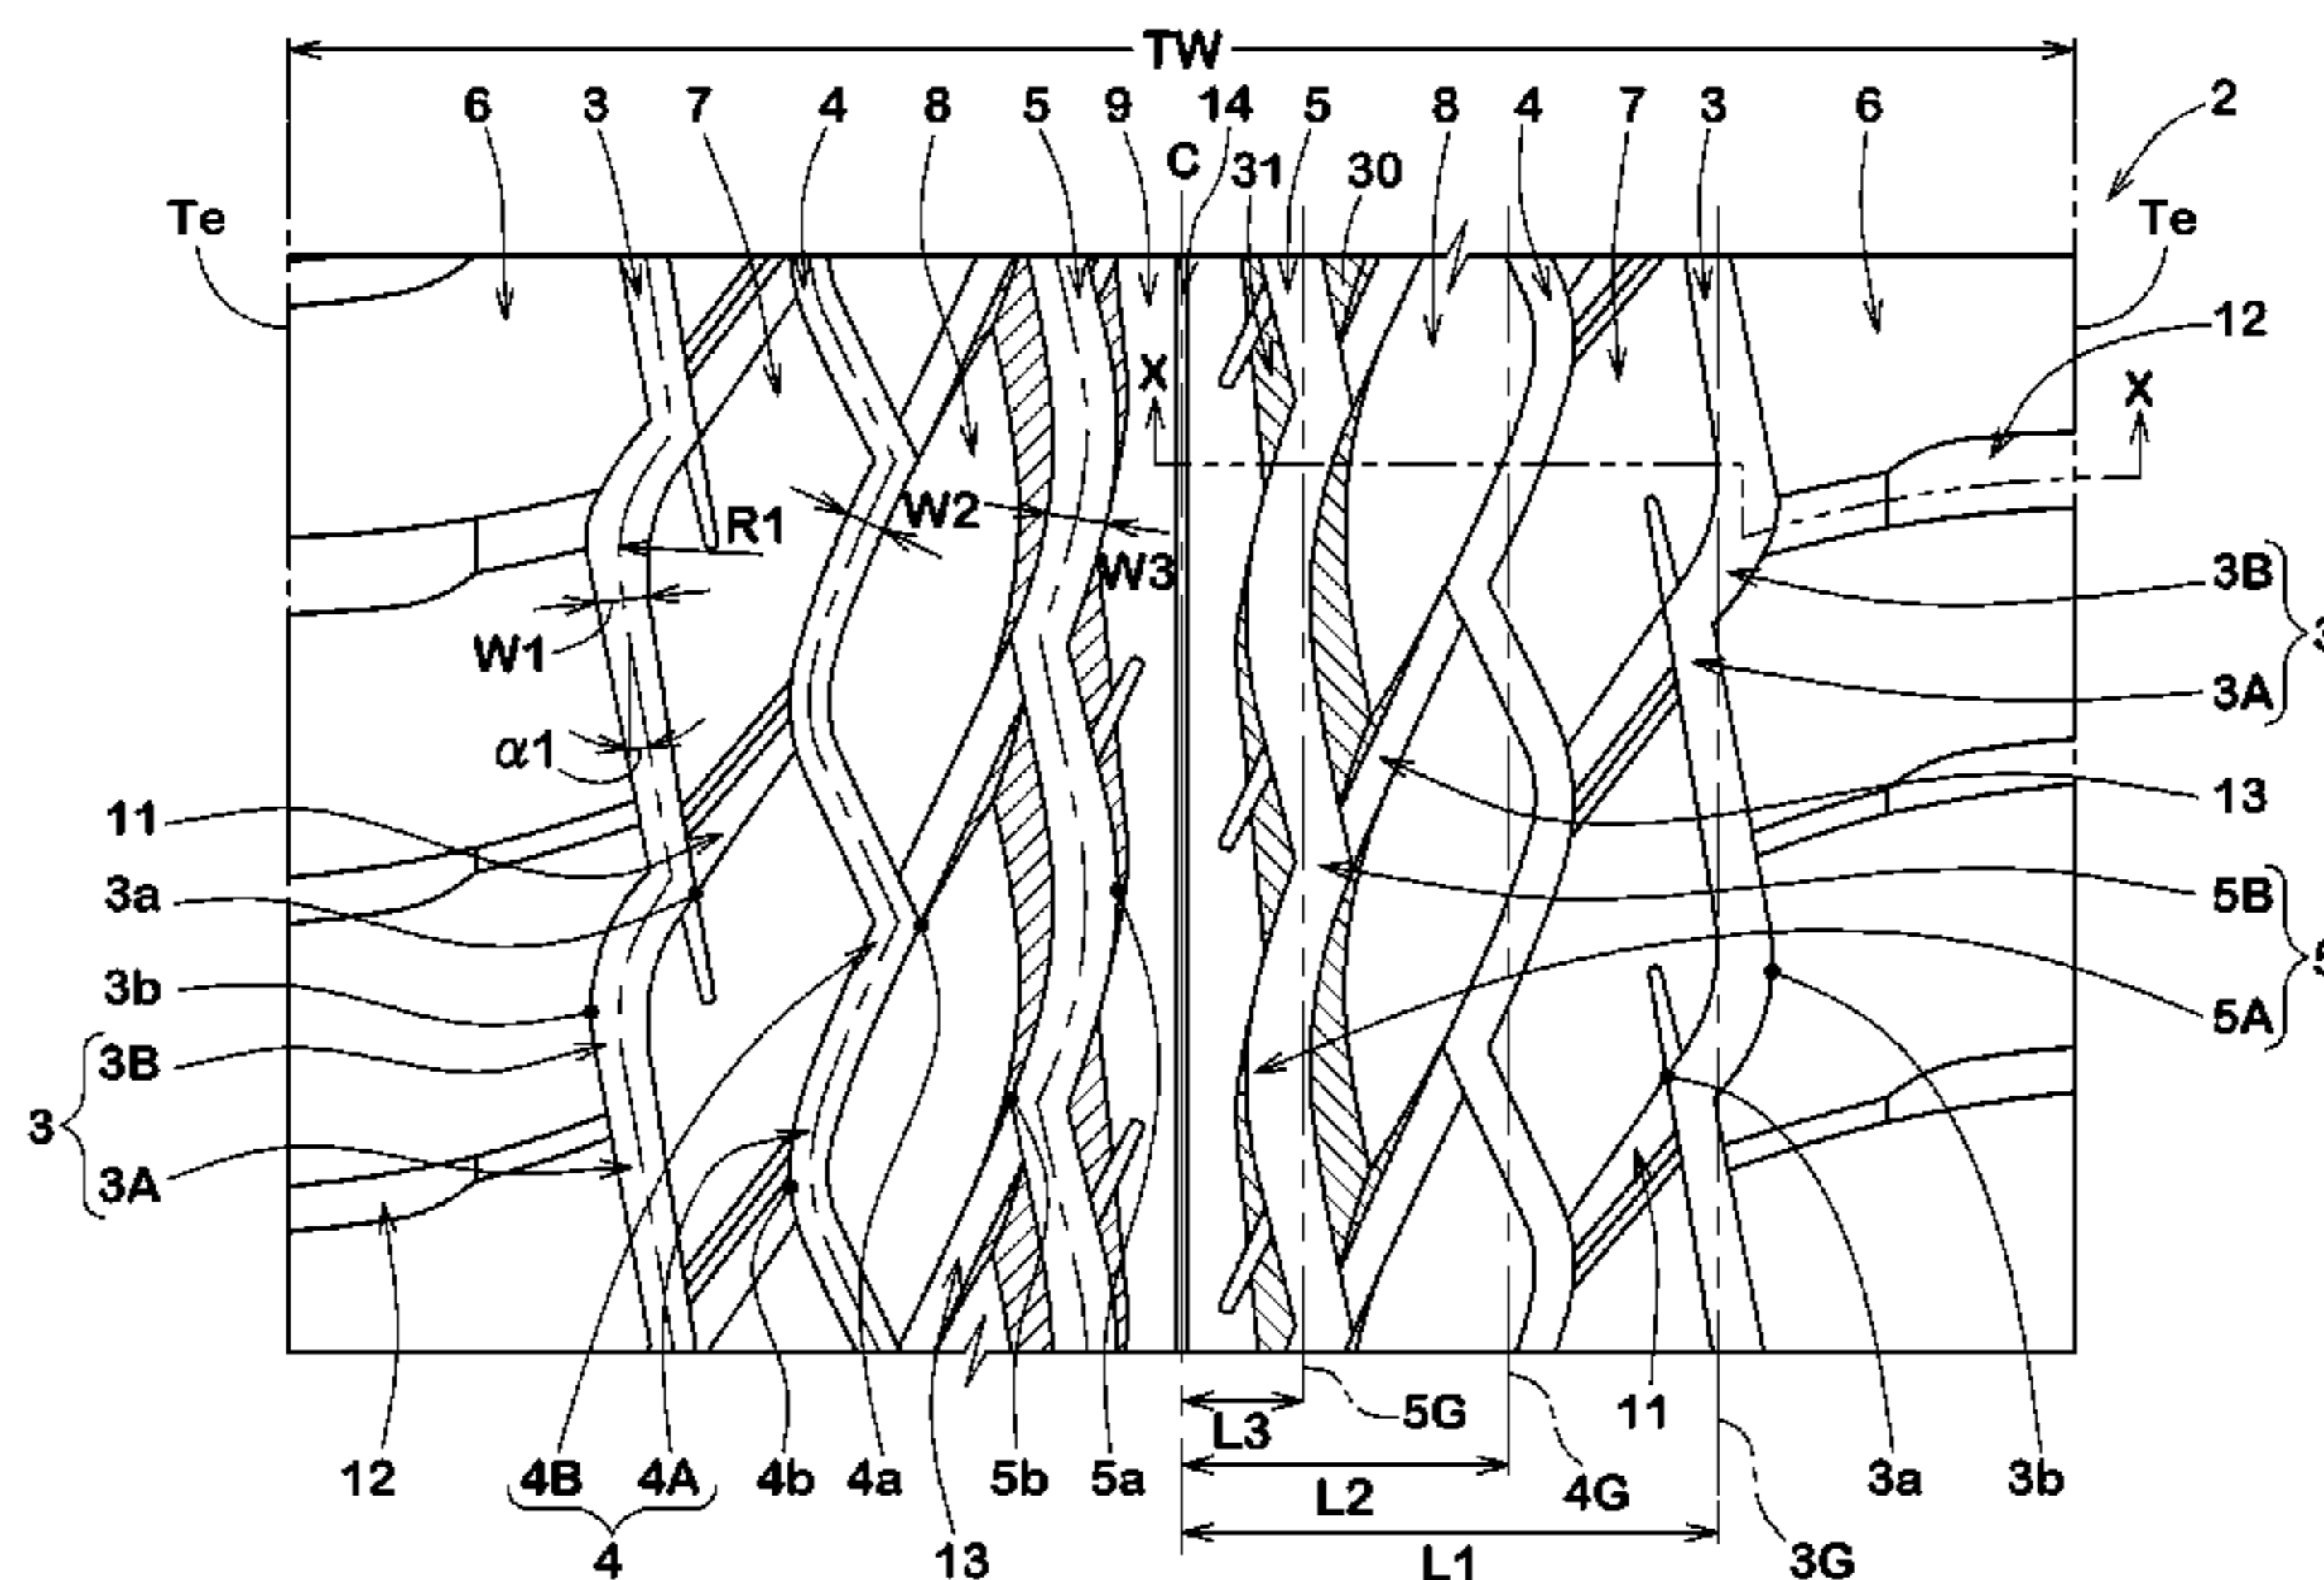 TW
6 3 7 4 8 5 9 14 5 8 4 7 3 6 2
C 31 30
Te Te
12
X X
W2
R1
W3
3B
W1 3
3A
α1
11 13
3a 5B
5
3b 5A
3B
3
3A
5G 11
L3
12 4B 4A 4b 4a 5b 5a 3a 3b
L2 4G
4 13 L1 3G